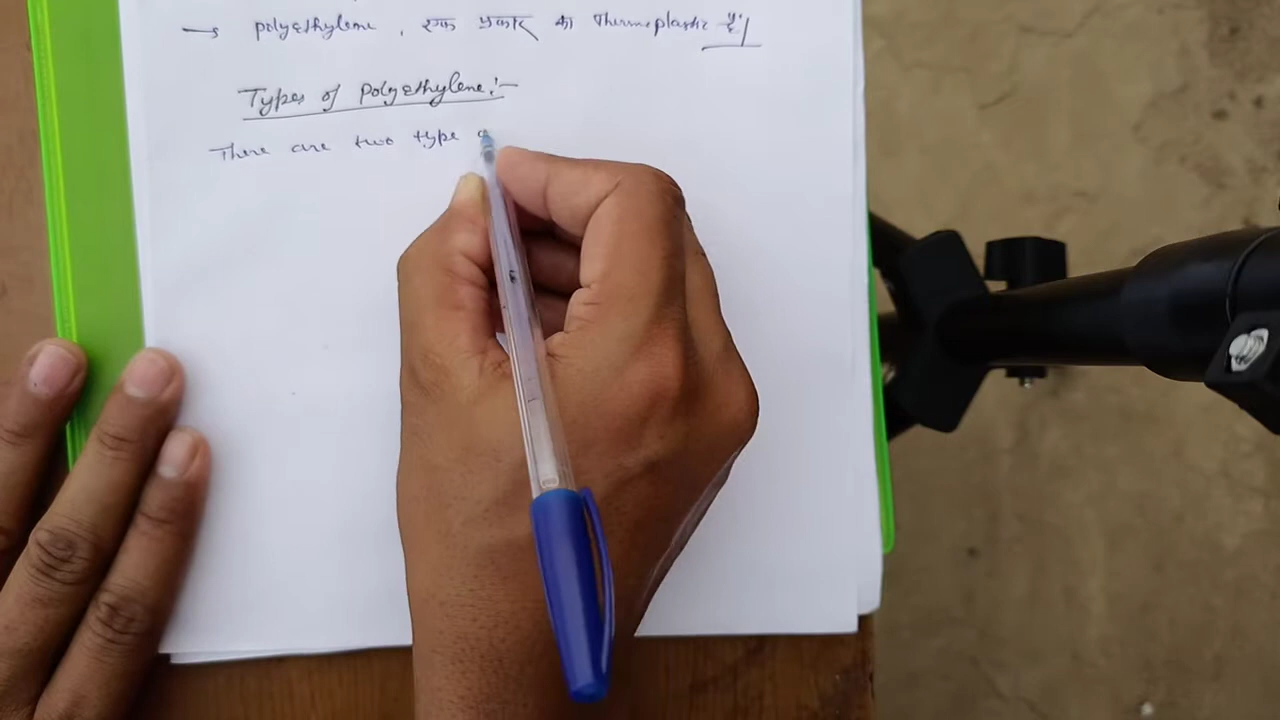 → polyethylene, एक प्रकार का Thermoplastic है|
Types of polyethylene:-
There are two type